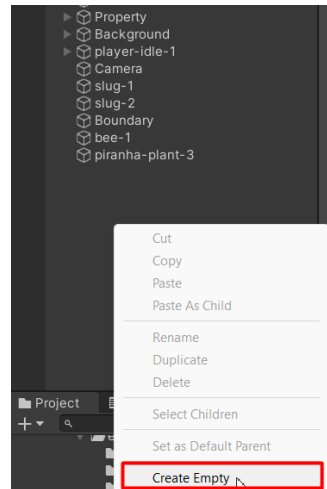 Property
Background
player-idle-1
Camera
slug-1
slug-2
Boundary
bee-1
piranha-plant-3
Cut
Copy
Paste
Paste As Child
Rename
Duplicate
Delete
Select Children
Set as Default Parent
Create Empty
Project